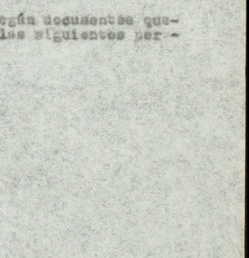 egún documentos que-
las siguientes per -